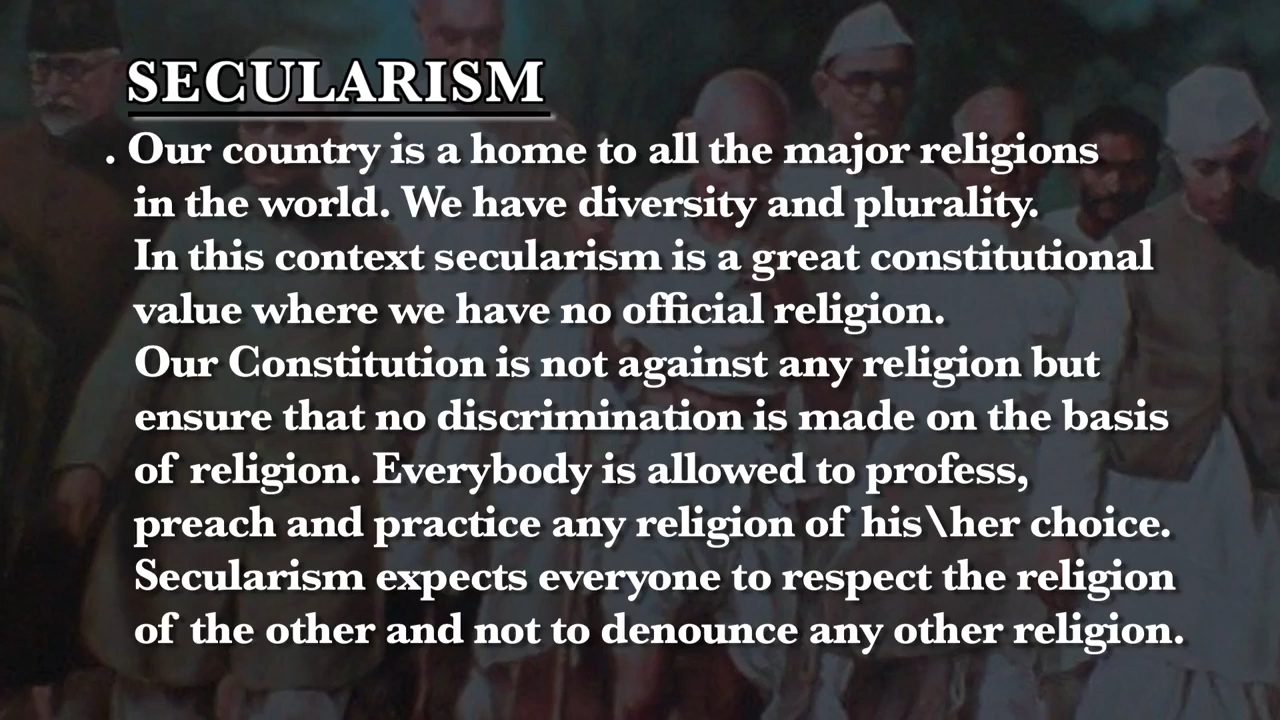 SECULARISM
. Our country is a home to all the major religions
in the world. We have diversity and plurality.
In this context secularism is a great constitutional
value where we have no official religion.
Our Constitution is not against any religion but
ensure that no discrimination is made on the basis
of religion. Everybody is allowed to profess,
preach and practice any religion of his\her choice.
Secularism expects everyone to respect the religion
of the other and not to denounce any other religion.